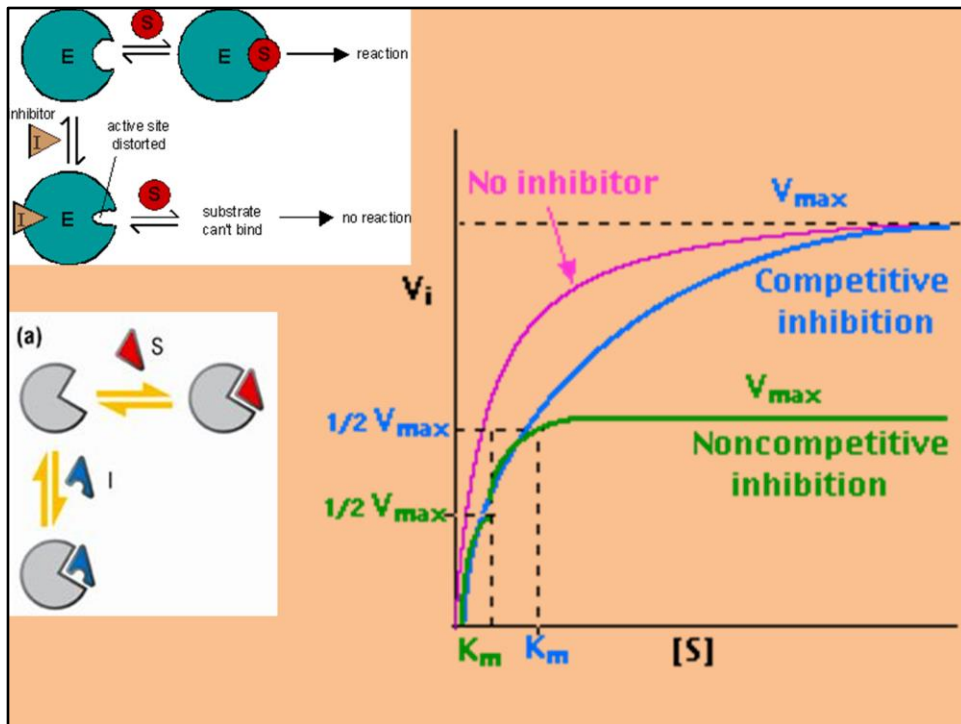 S
E
E
S
reaction
nhibitor
I
active site
distorted
S
I
E
substrate
can't bind
no reaction
(a)
S
I
No inhibitor
Vmax
Vi
Competitive
inhibition
1/2 Vmax
Vmax
Noncompetitive
inhibition
1/2 Vmax
Km
Km
[S]